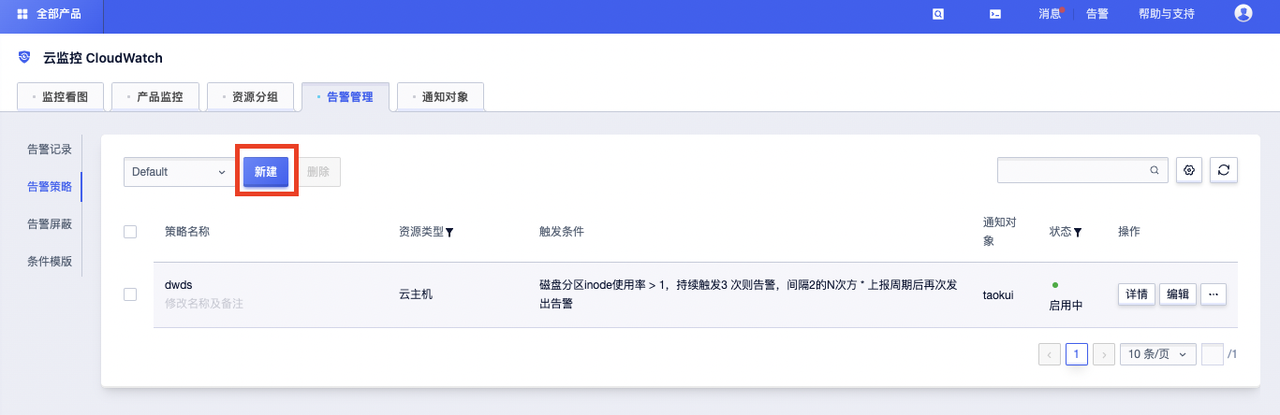 全部产品
消息
告警
帮助与支持
云监控 CloudWatch
监控看图
产品监控
资源分组
告警管理
通知对象
告警记录
告警策略
告警屏蔽
条件模版
Default
新建
删除
策略名称
资源类型
触发条件
通知对
象
状态
操作
dwds
修改名称及备注
云主机
磁盘分区inode使用率 > 1，持续触发3 次则告警，间隔2的N次方 * 上报周期后再次发
出告警
taokui
启用中
详情
编辑
...
1
10 条/页
/1